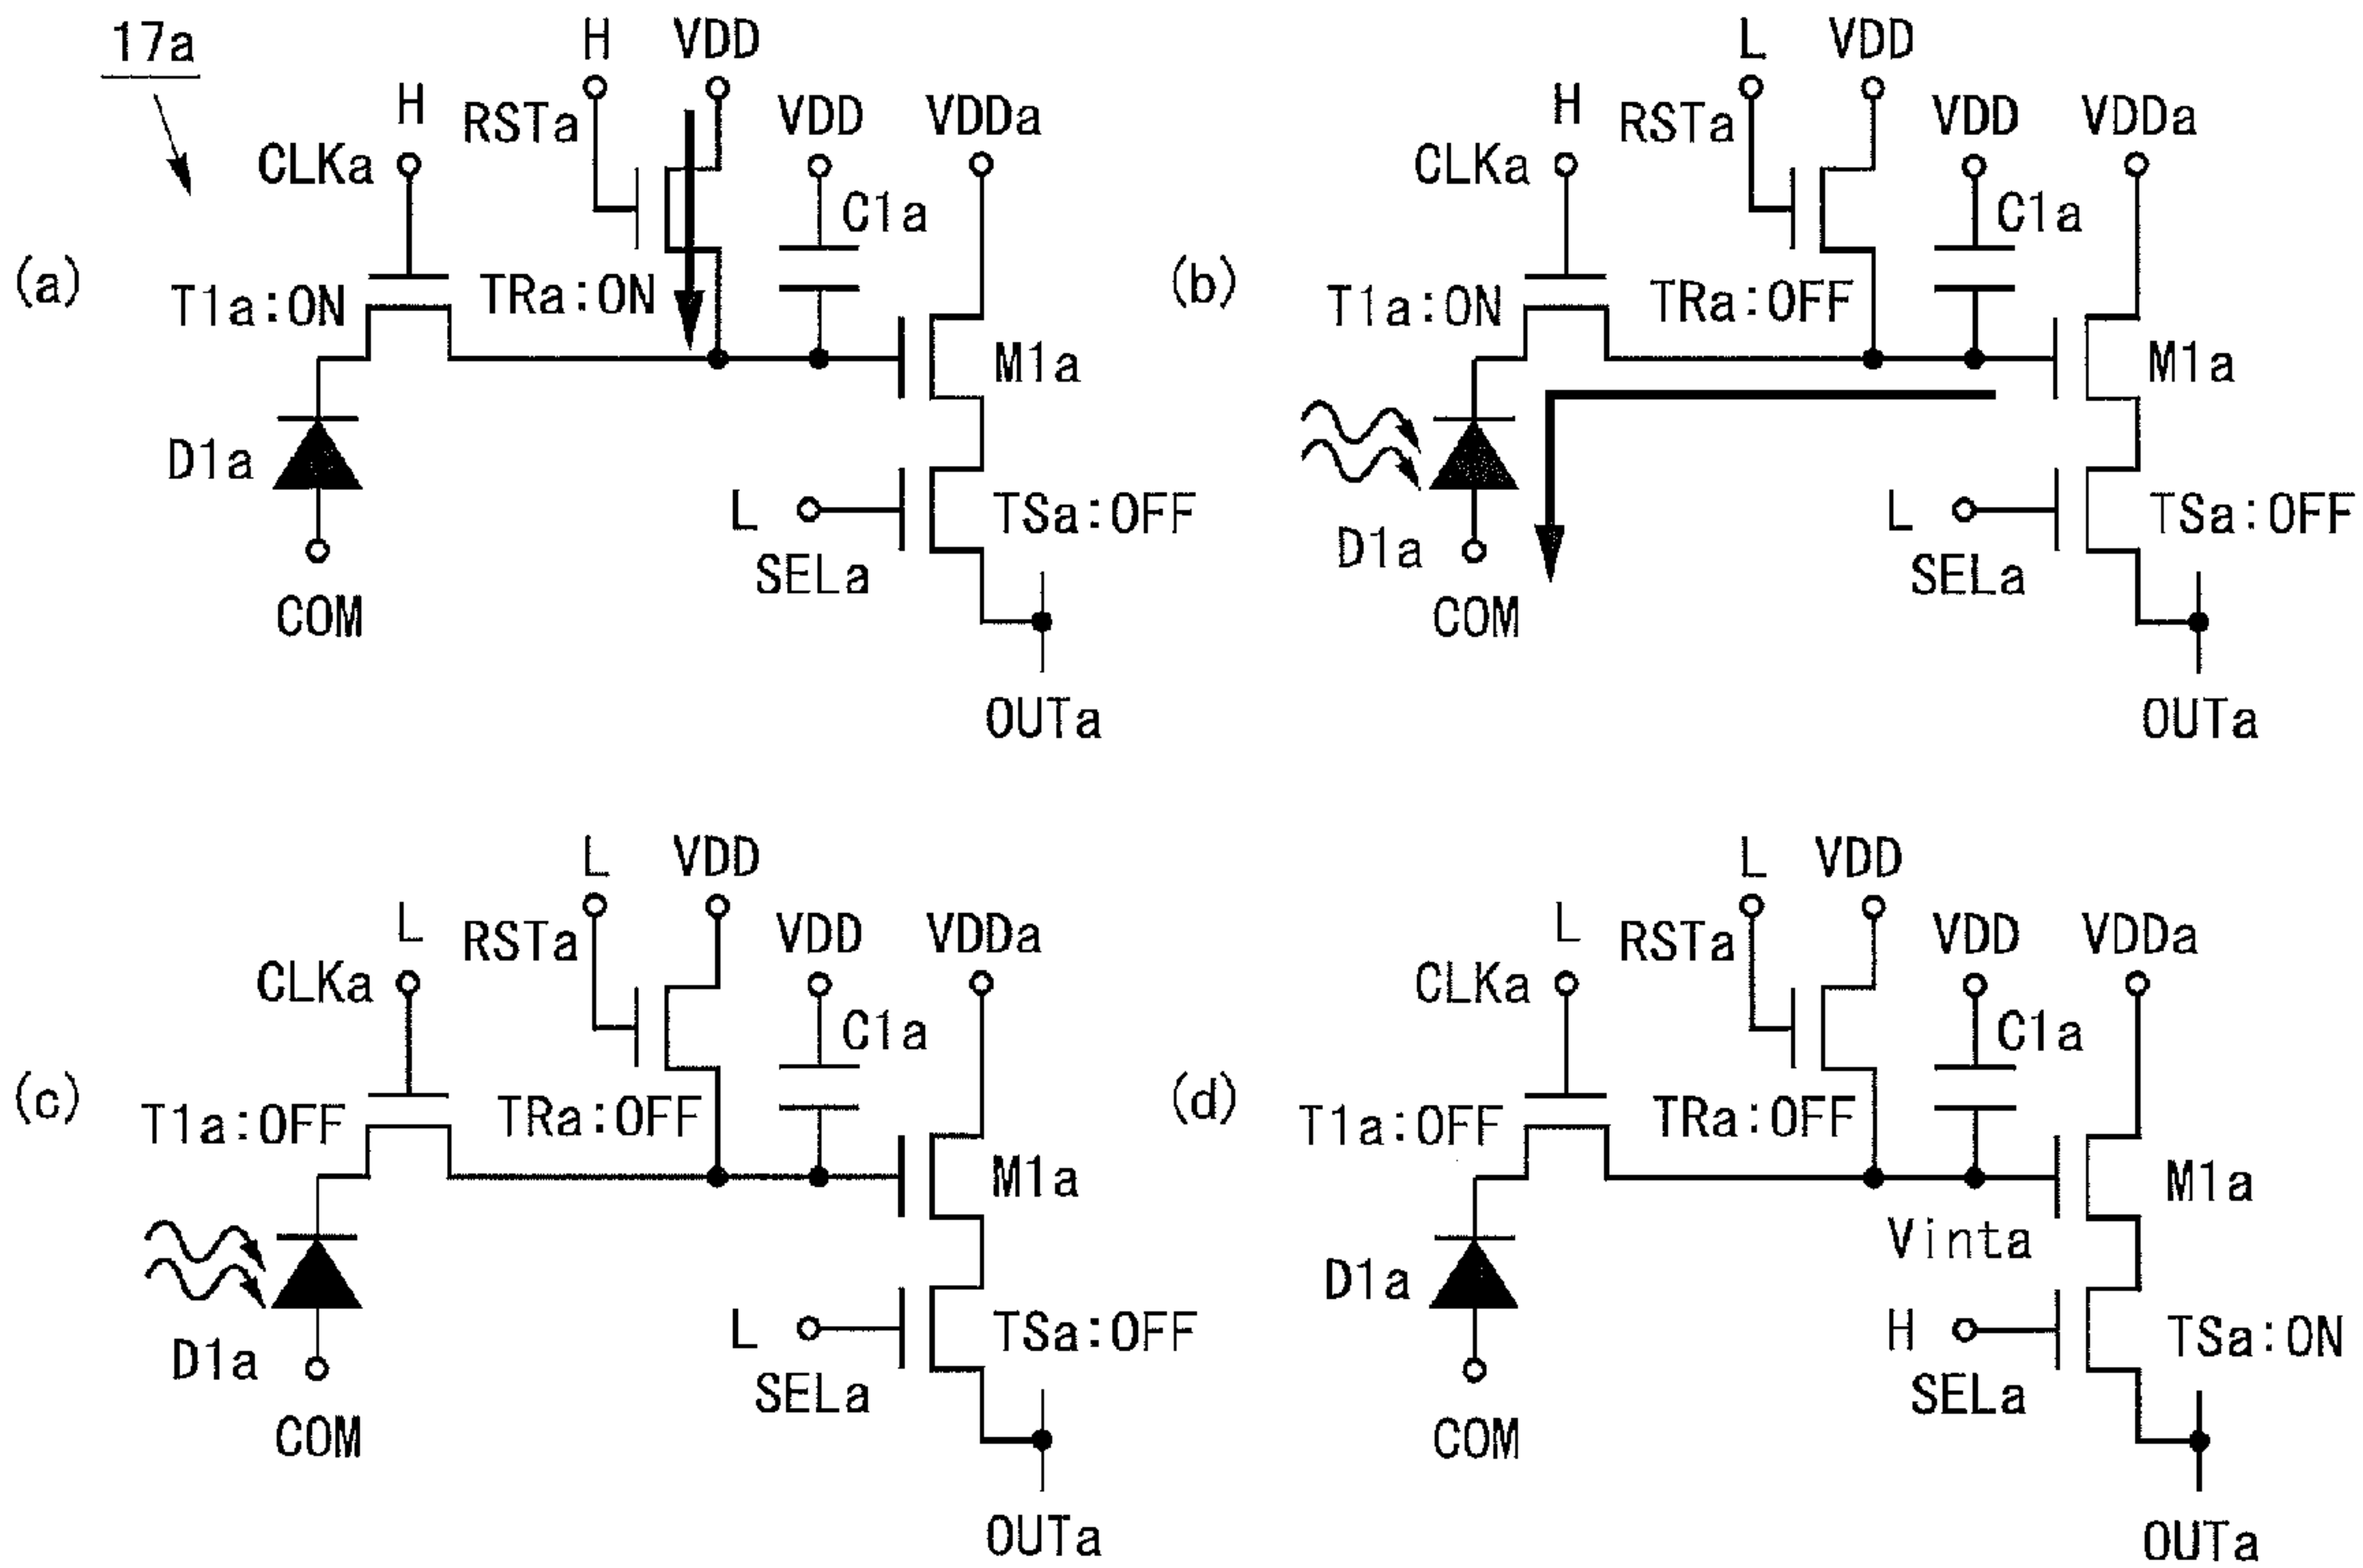 17a
H
VDD
H
RSTa
VDD
VDDa
CLKa
C1a
(a)
T1a:ON
TRa:ON
M1a
D1a
L
TSa:OFF
SELa
COM
OUTa
L
VDD
H
RSTa
VDD
VDDa
CLKa
C1a
(b)
T1a:ON
TRa:OFF
M1a
D1a
L
TSa:OFF
SELa
COM
OUTa
L
VDD
L
RSTa
VDD
VDDa
CLKa
C1a
(c)
T1a:OFF
TRa:OFF
M1a
D1a
L
TSa:OFF
SELa
COM
OUTa
L
VDD
L
RSTa
VDD
VDDa
CLKa
C1a
(d)
T1a:OFF
TRa:OFF
M1a
Vinta
D1a
H
TSa:ON
SELa
COM
OUTa